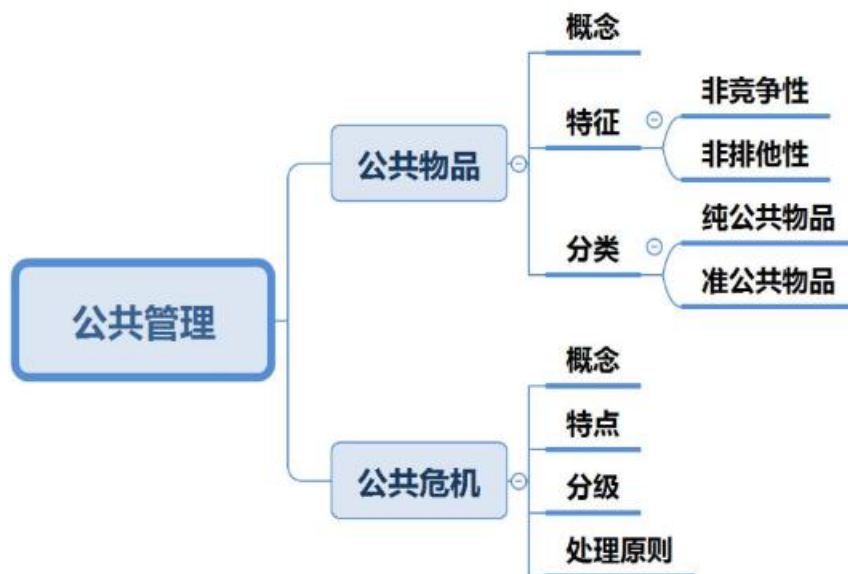 公共管理
公共物品
概念
特征
非竞争性
非排他性
分类
纯公共物品
准公共物品
公共危机
概念
特点
分级
处理原则